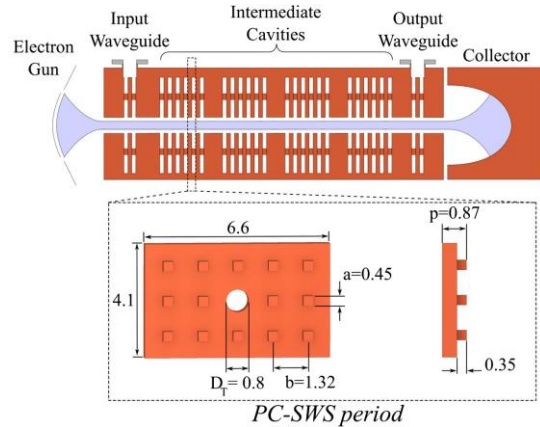 Input
Waveguide
Intermediate
Cavities
Output
Waveguide
Electron
Gun
Collector
6.6
p=0.87
4.1
a=0.45
D_T= 0.8
b=1.32
0.35
PC-SWS period